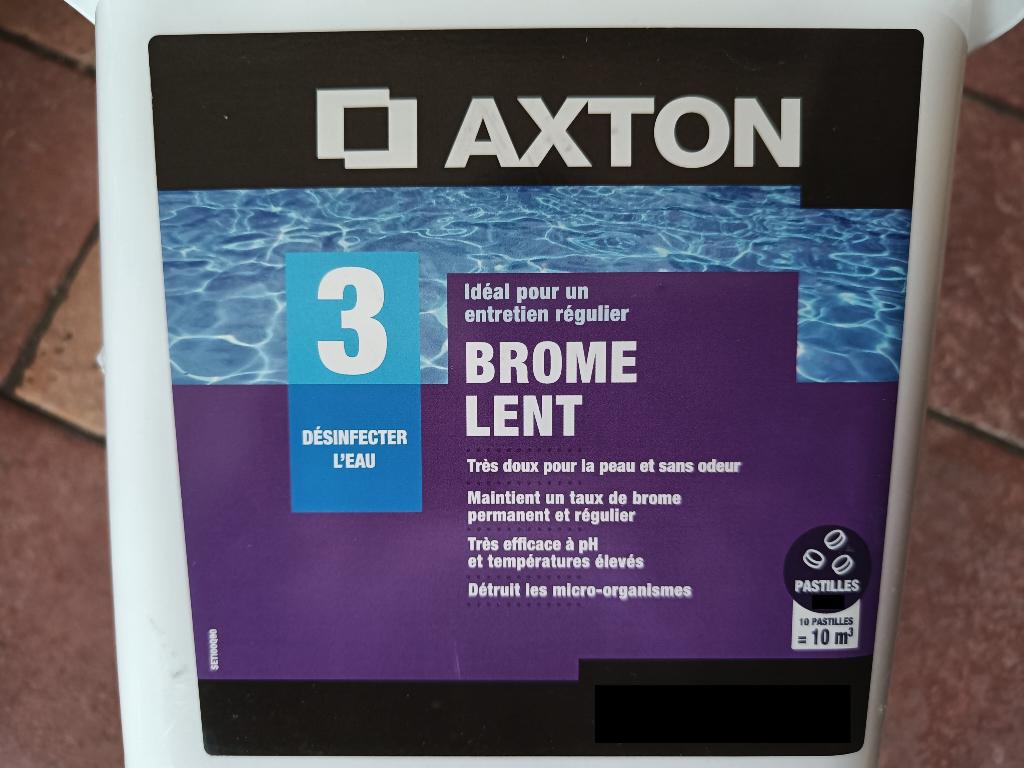 AXTON
3
DÉSINFECTER
L'EAU
Idéal pour un
entretien régulier
BROME
LENT
Très doux pour la peau et sans odeur
Maintient un taux de brome
permanent et régulier
Très efficace à pH
et températures élevés
Détruit les micro-organismes
PASTILLES
10 PASTILLES
= 10 m³